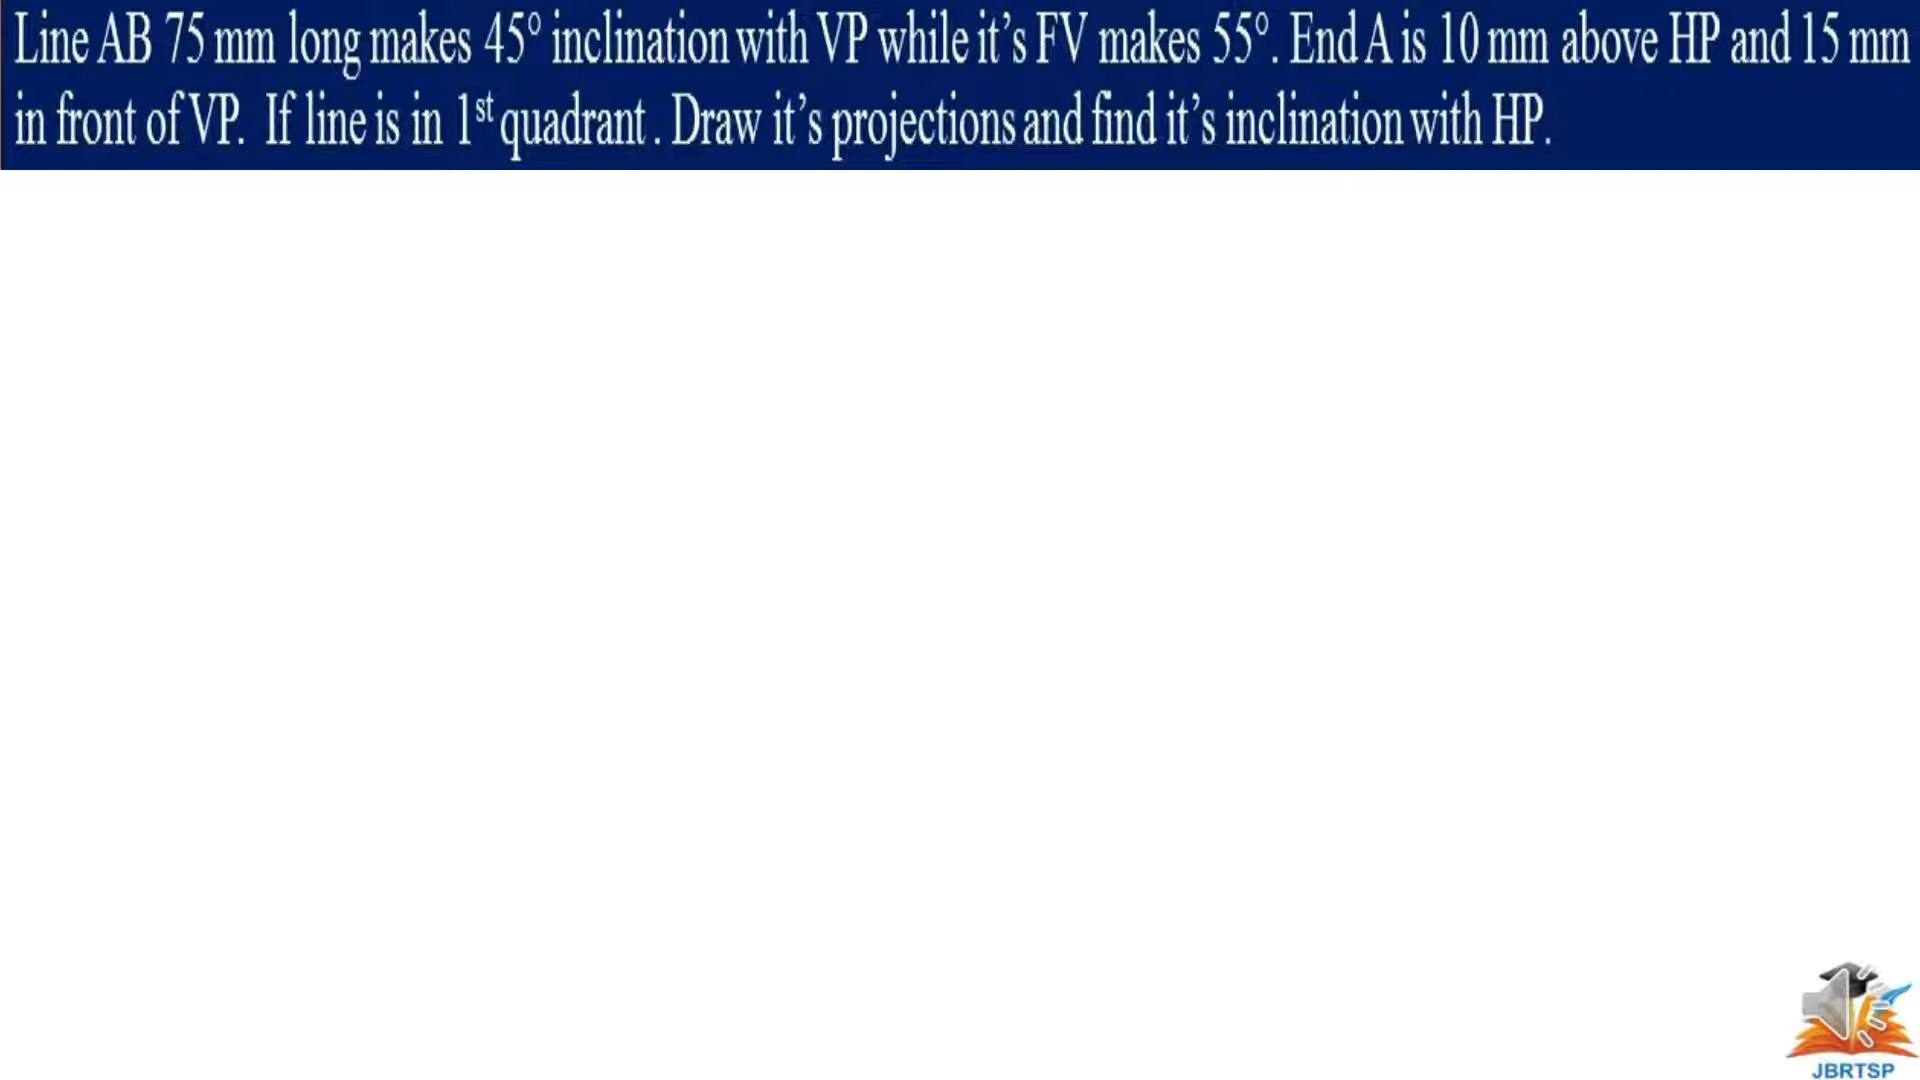 Line AB 75 mm long makes 45° inclination with VP while it’s FV makes 55°. End A is 10 mm above HP and 15 mm
in front of VP. If line is in 1st quadrant . Draw it’s projections and find it’s inclination with HP.
JBRTSP